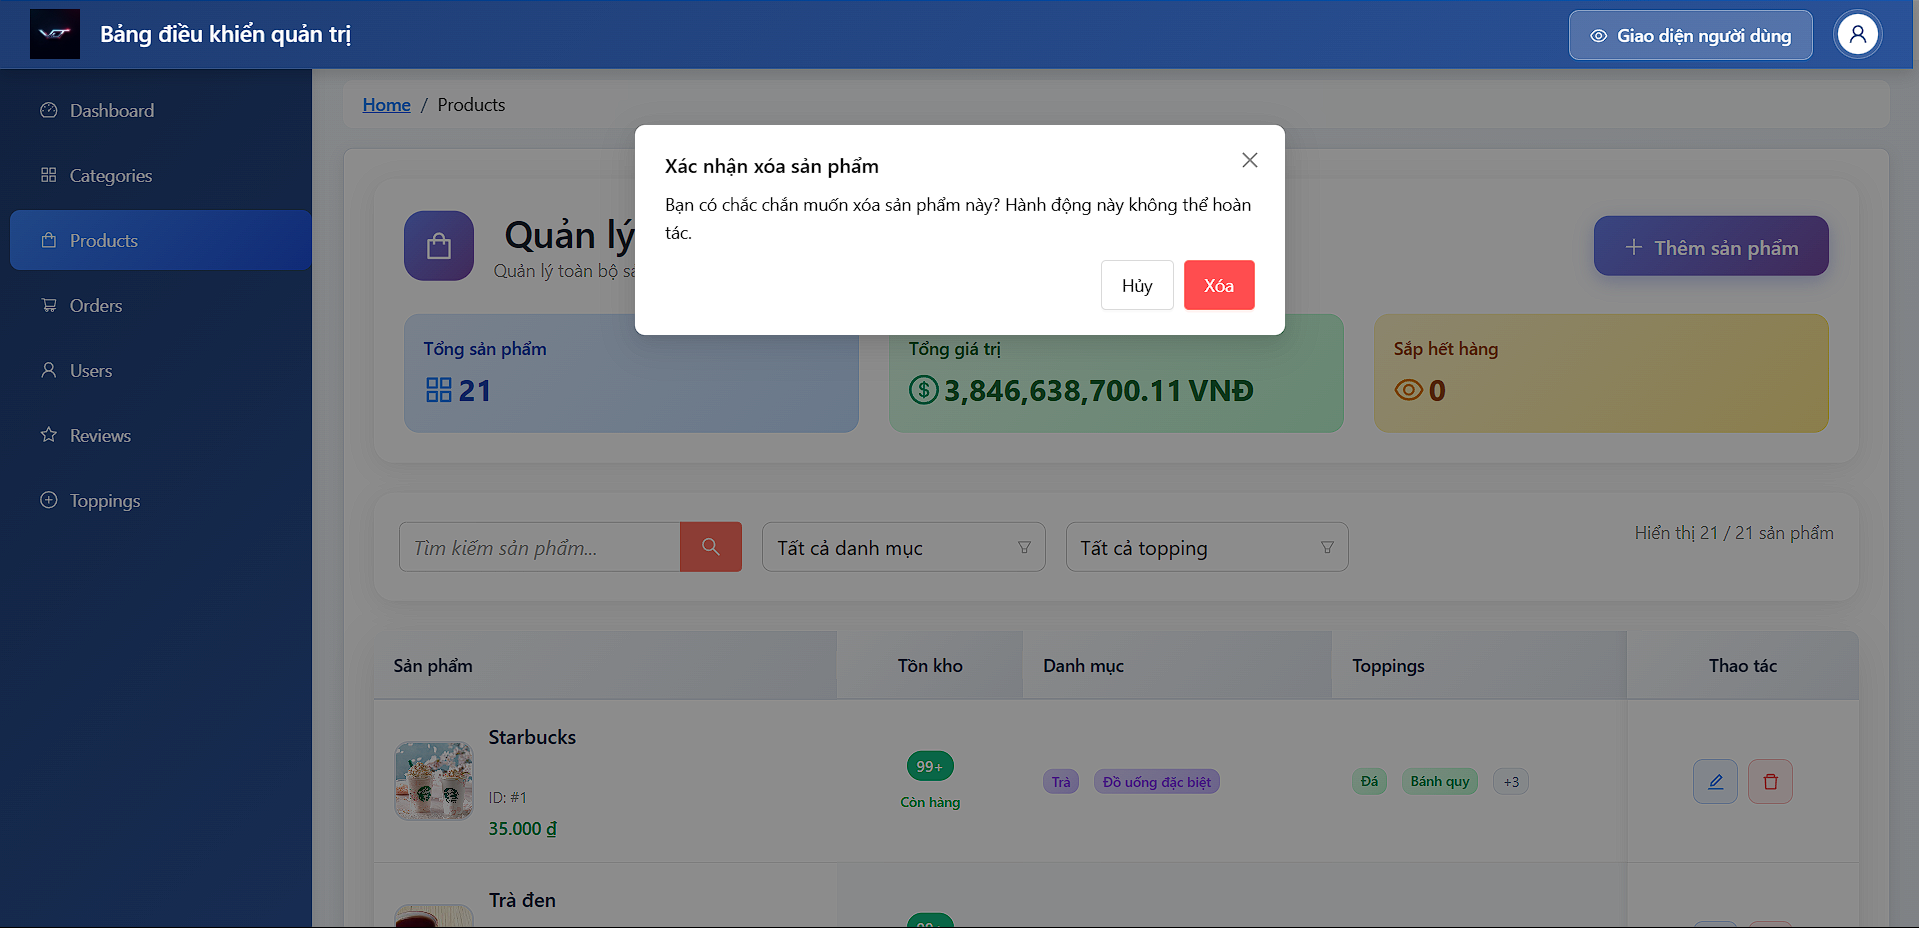 Bảng điều khiển quản trị
Giao diện người dùng
Dashboard
Categories
Products
Orders
Users
Reviews
Toppings
Home / Products
Xác nhận xóa sản phẩm
Bạn có chắc chắn muốn xóa sản phẩm này? Hành động này không thể hoàn
tác.
Hủy
Xóa
Quản lý
Quản lý toàn bộ
Thêm sản phẩm
Tổng sản phẩm
21
Tổng giá trị
3,846,638,700.11 VNĐ
Sắp hết hàng
0
Tìm kiếm sản phẩm...
Tất cả danh mục
Tất cả topping
Hiển thị 21 / 21 sản phẩm
Sản phẩm
Tồn kho
Danh mục
Toppings
Thao tác
Starbucks
ID: #1
35.000 ₫
99+
Còn hàng
Trà
Đồ uống đặc biệt
Đá
Bánh quy
+3
Trà đen